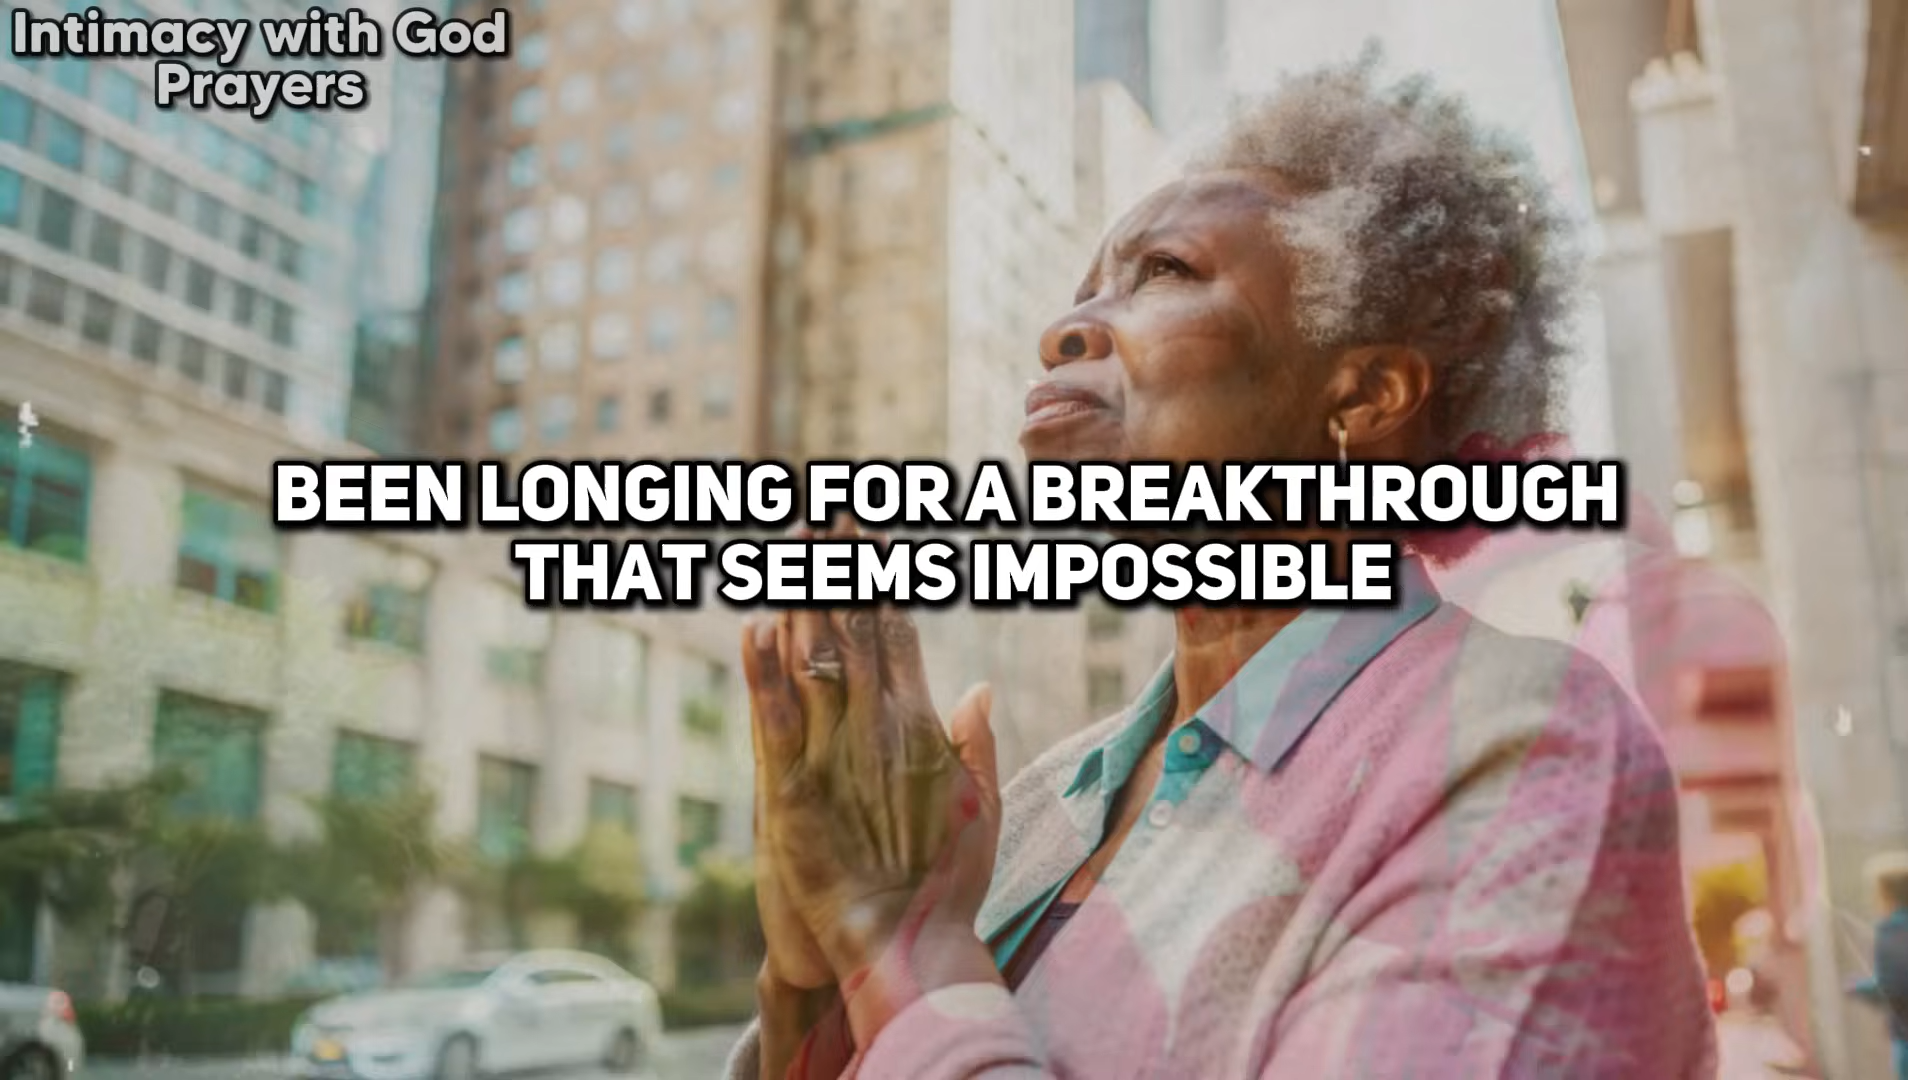 Intimacy with God
Prayers
BEEN LONGING FOR A BREAKTHROUGH
THAT SEEMS IMPOSSIBLE